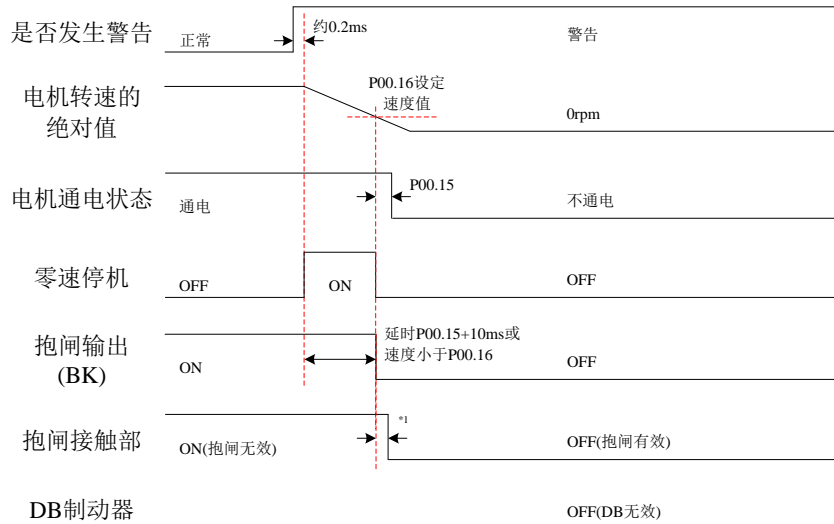 是否发生警告
正常
约0.2ms
警告
电机转速的
绝对值
P00.16设定
速度值
0rpm
电机通电状态
通电
P00.15
不通电
零速停机
OFF
ON
OFF
抱闸输出
(BK)
ON
延时P00.15+10ms或
速度小于P00.16
OFF
抱闸接触部
ON(抱闸无效)
*1
OFF(抱闸有效)
DB制动器
OFF(DB无效)